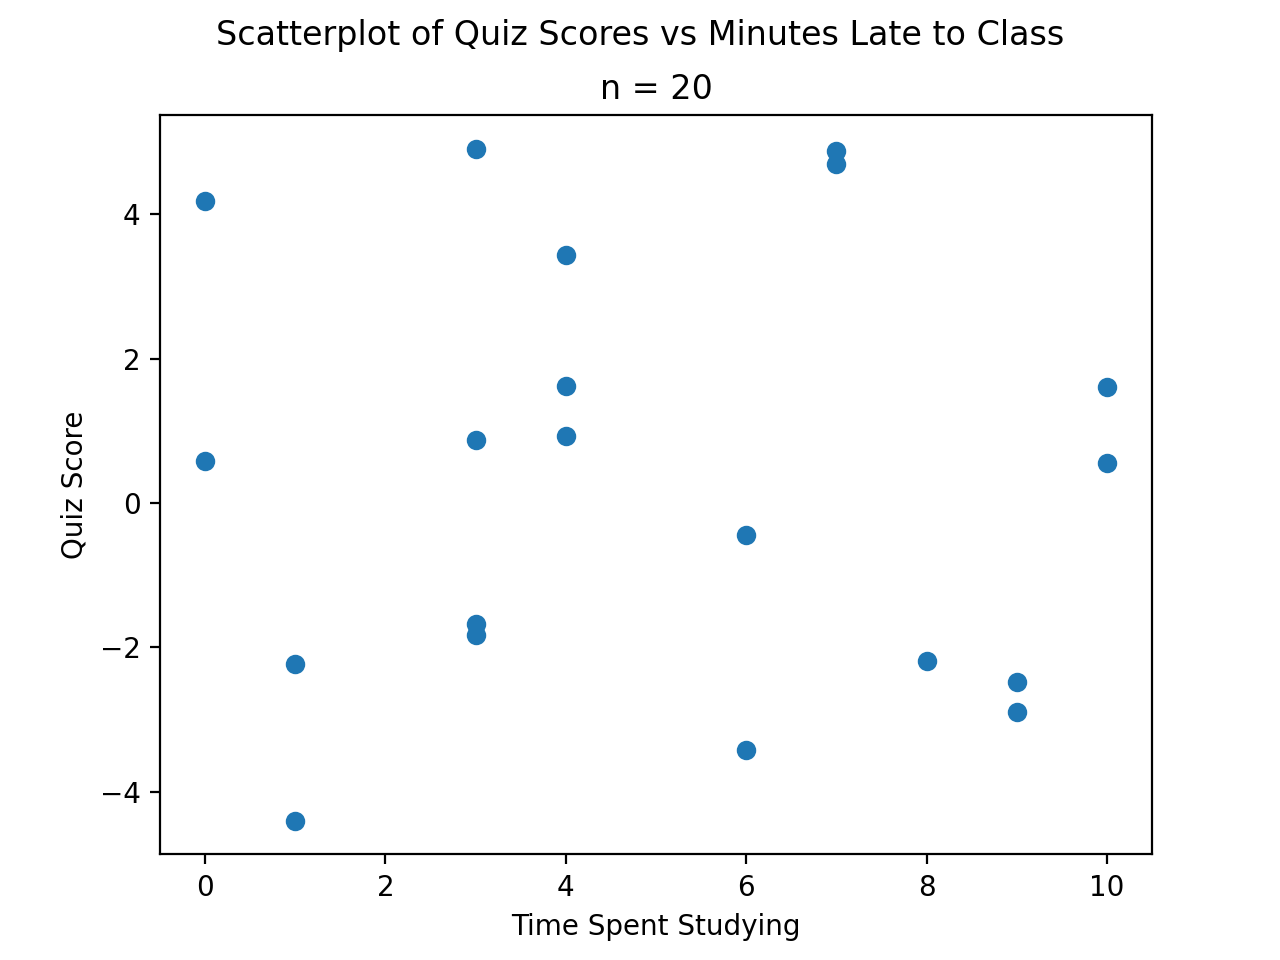 Scatterplot of Quiz Scores vs Minutes Late to Class
n = 20
4
2
0
−2
−4
Quiz Score
0 2 4 6 8 10
Time Spent Studying